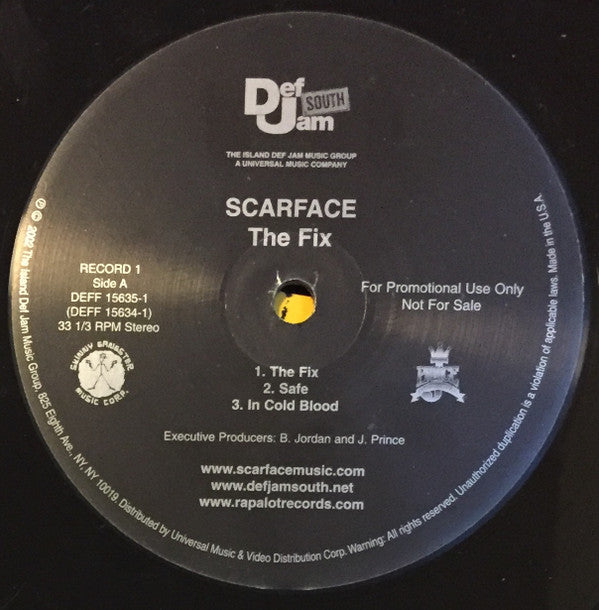 Def
SOUTH
Jam
THE ISLAND DEF JAM MUSIC GROUP
A UNIVERSAL MUSIC COMPANY
SCARFACE
The Fix
RECORD 1
Side A
DEFF 15635-1
(DEFF 15634-1)
33 1/3 RPM Stereo
For Promotional Use Only
Not For Sale
SKINNY GANGSTER
MUSIC CORP.
1. The Fix
2. Safe
3. In Cold Blood
Executive Producers: B. Jordan and J. Prince
www.scarfacemusic.com
www.defjamsouth.net
www.rapalotrecords.com
℗ © 2002 The Island Def Jam Music Group, 825 Eighth Ave., NY, NY 10019. Distributed by Universal Music & Video Distribution Corp. Warning: All rights reserved. Unauthorized duplication is a violation of applicable laws. Made in the U.S.A.